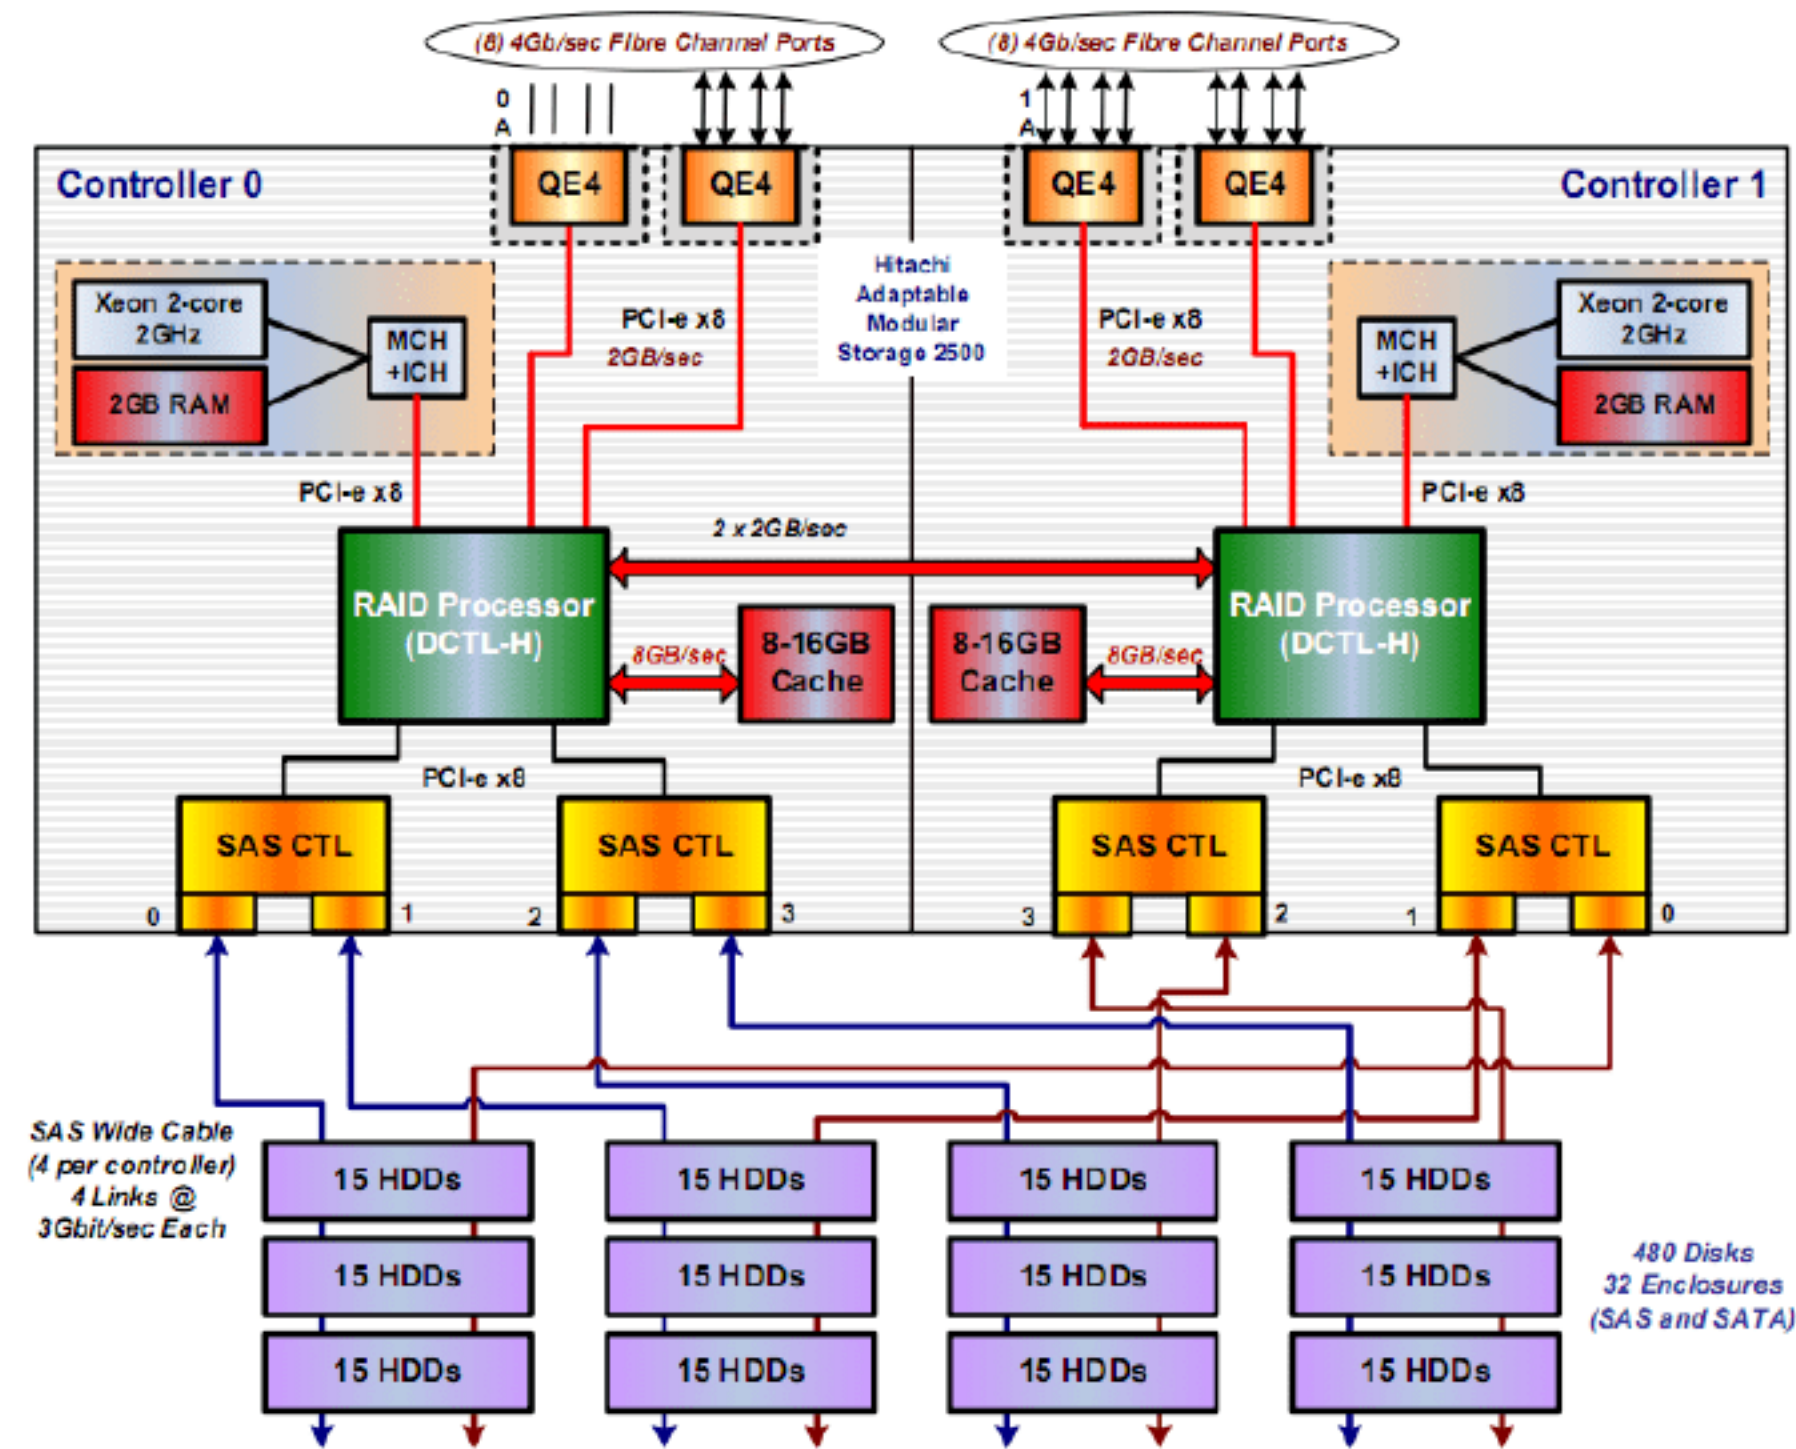 (8) 4Gb/sec Fibre Channel Ports
(8) 4Gb/sec Fibre Channel Ports
0
A
1
A
Controller 0
QE4
QE4
QE4
QE4
Controller 1
Hitachi
Adaptable
Modular
Storage 2500
Xeon 2-core
2GHz
MCH
+ICH
2GB RAM
PCI-e x8
2GB/sec
PCI-e x8
2GB/sec
MCH
+ICH
Xeon 2-core
2GHz
2GB RAM
PCI-e x8
PCI-e x8
2 x 2GB/sec
RAID Processor
(DCTL-H)
8GB/sec
8-16GB
Cache
8-16GB
Cache
8GB/sec
RAID Processor
(DCTL-H)
PCI-e x8
PCI-e x8
SAS CTL
SAS CTL
SAS CTL
SAS CTL
0
1
2
3
3
2
1
0
SAS Wide Cable
(4 per controller)
4 Links @
3Gbit/sec Each
15 HDDs
15 HDDs
15 HDDs
15 HDDs
15 HDDs
15 HDDs
15 HDDs
15 HDDs
15 HDDs
15 HDDs
15 HDDs
15 HDDs
480 Disks
32 Enclosures
(SAS and SATA)